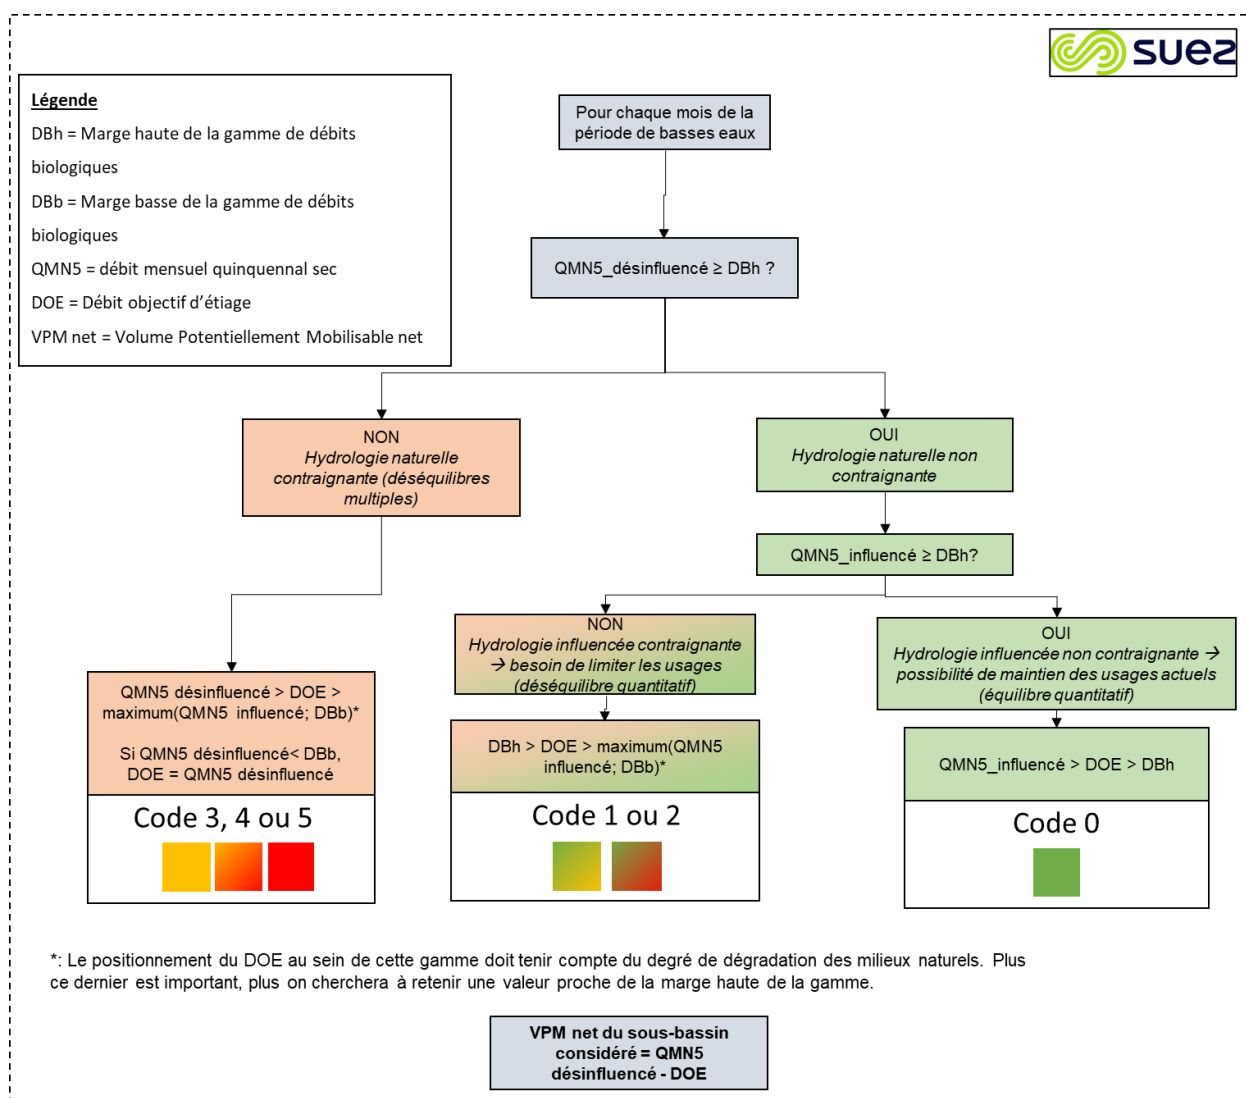 suez
Légende
DBh = Marge haute de la gamme de débits
biologiques
DBb = Marge basse de la gamme de débits
biologiques
QMN5 = débit mensuel quinquennal sec
DOE = Débit objectif d'étiage
VPM net = Volume Potentiellement Mobilisable net
Pour chaque mois de la
période de basses eaux
QMN5_désinfluencé ≥ DBh ?
NON
Hydrologie naturelle
contraignante (déséquilibres
multiples)
OUI
Hydrologie naturelle non
contraignante
QMN5_influencé ≥ DBh?
NON
Hydrologie influencée contraignante
→ besoin de limiter les usages
(déséquilibre quantitatif)
OUI
Hydrologie influencée non contraignante →
possibilité de maintien des usages actuels
(équilibre quantitatif)
QMN5 désinfluencé > DOE >
maximum(QMN5 influencé; DBb)*
Si QMN5 désinfluencé< DBb,
DOE = QMN5 désinfluencé
DBh > DOE > maximum(QMN5
influencé; DBb)*
QMN5_influencé > DOE > DBh
Code 3, 4 ou 5
Code 1 ou 2
Code 0
*: Le positionnement du DOE au sein de cette gamme doit tenir compte du degré de dégradation des milieux naturels. Plus
ce dernier est important, plus on cherchera à retenir une valeur proche de la marge haute de la gamme.
VPM net du sous-bassin
considéré = QMN5
désinfluencé - DOE